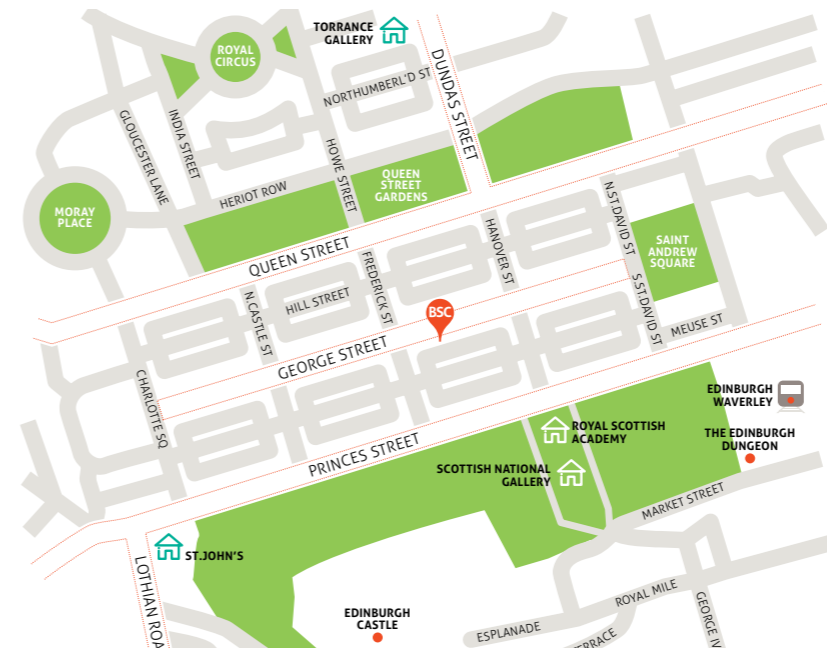 TORRANCE
GALLERY
ROYAL
CIRCUS
DUNDAS STREET
NORTHUMBERL'D ST
GLOUCESTER LANE
INDIA STREET
HOWE STREET
HERIOT ROW
QUEEN
STREET
GARDENS
MORAY
PLACE
N.ST.DAVID ST
SAINT
ANDREW
SQUARE
QUEEN STREET
HANOVER ST
FREDERICK ST
S.ST.DAVID ST
N.CASTLE ST
HILL STREET
BSC
MEUSE ST
GEORGE STREET
CHARLOTTE SQ
EDINBURGH
WAVERLEY
ROYAL SCOTTISH
ACADEMY
THE EDINBURGH
DUNGEON
PRINCES STREET
SCOTTISH NATIONAL
GALLERY
MARKET STREET
ST.JOHN'S
LOTHIAN ROA
ROYAL MILE
GEORGE IV
EDINBURGH
CASTLE
ESPLANADE
TERRACE